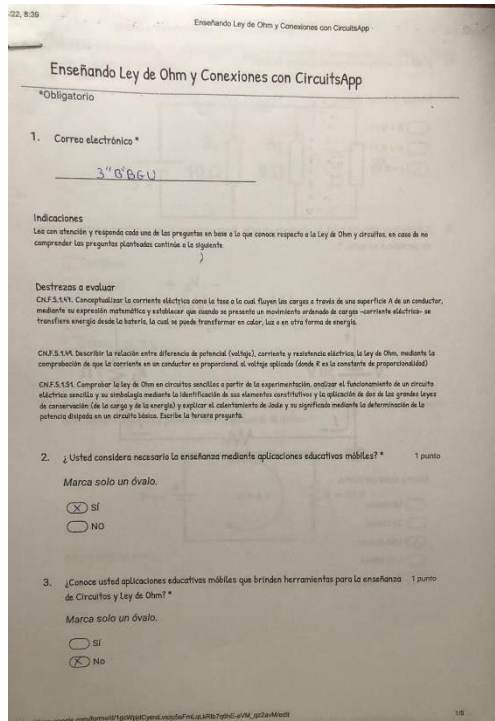 22, 8:39
Enseñando Ley de Ohm y Conexiones con CircuitsApp
Enseñando Ley de Ohm y Conexiones con CircuitsApp
*Obligatorio
1. Correo electrónico *
3" "B" BGU
Indicaciones
Lea con atención y responda cada una de las preguntas en base a lo que conoce respecto a la Ley de Ohm y circuitos, en caso de no
comprender las preguntas planteadas continúe a la siguiente
Destrezas a evaluar
CN.F.5.1.47. Conceptualizar la corriente eléctrica como la tasa a la cual fluyen las cargas a través de una superficie A de un conductor,
mediante su expresión matemática y establecer que cuando se presenta un movimiento ordenado de cargas -corriente eléctrica- se
transfiere energía desde la batería, la cual se puede transformar en calor, luz o en otra forma de energía.
CN.F.5.1.49. Describir la relación entre diferencia de potencial (voltaje), corriente y resistencia eléctrica, la ley de Ohm, mediante la
comprobación de que la corriente en un conductor es proporcional al voltaje aplicado (donde R es la constante de proporcionalidad)
CN.F.5.1.51. Comprobar la ley de Ohm en circuitos sencillos a partir de la experimentación, analizar el funcionamiento de un circuito
eléctrico sencillo y su simbología mediante la identificación de sus elementos constitutivos y la aplicación de dos de las grandes leyes
de conservación (de la carga y de la energía) y explicar el calentamiento de Joule y su significado mediante la determinación de la
potencia disipada en un circuito básico. Escribe la tercera pregunta.
2. ¿Usted considera necesario la enseñanza mediante aplicaciones educativas móbiles? * 1 punto
Marca solo un óvalo.
X SÍ
NO
3. ¿Conoce usted aplicaciones educativas móbiles que brinden herramientas para la enseñanza 1 punto
de Circuitos y Ley de Ohm? *
Marca solo un óvalo.
Sí
X No
1/5